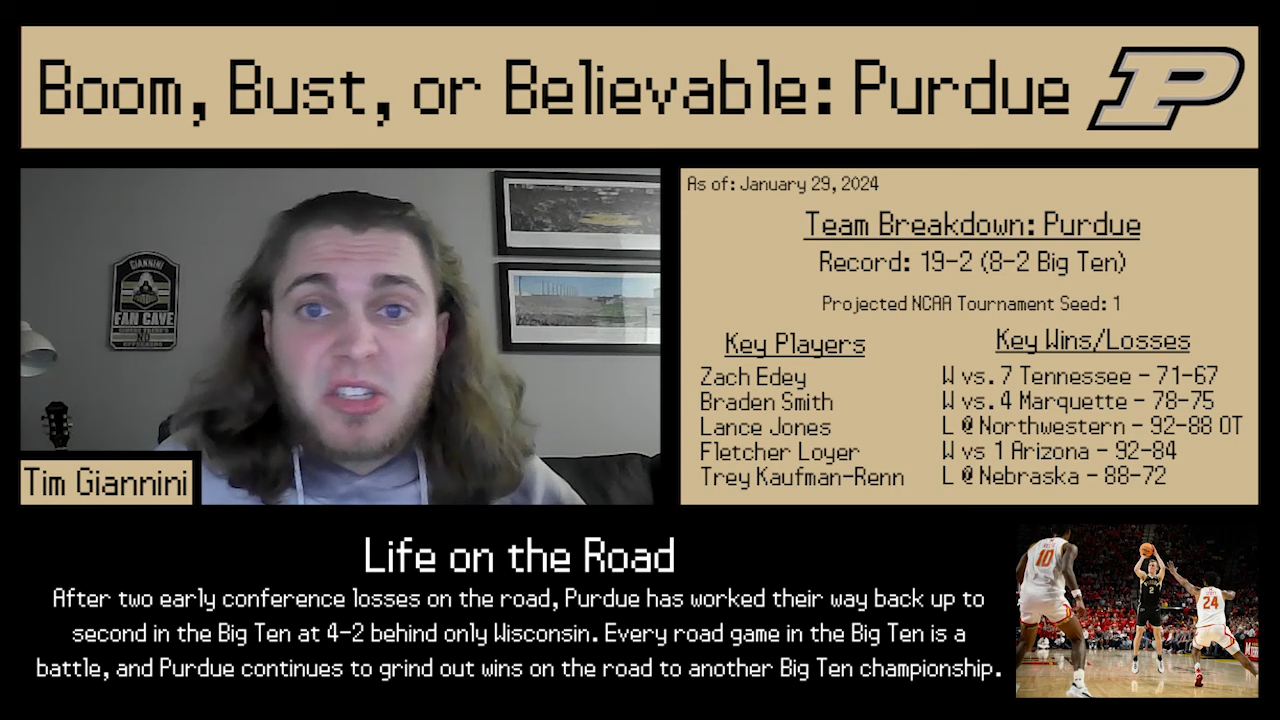 Boom, Bust, or Believable: Purdue
P
GIANNINI
FAN CAVE
NO
Tim Giannini
As of: January 29, 2024
Team Breakdown: Purdue
Record: 19-2 (8-2 Big Ten)
Projected NCAA Tournament Seed: 1
Key Players
Zach Edey
Braden Smith
Lance Jones
Fletcher Loyer
Trey Kaufman-Renn
Key Wins/Losses
W vs. 7 Tennessee - 71-67
W vs. 4 Marquette - 78-75
L @ Northwestern - 92-88 OT
W vs 1 Arizona - 92-84
L @ Nebraska - 88-72
Life on the Road
After two early conference losses on the road, Purdue has worked their way back up to
second in the Big Ten at 4-2 behind only Wisconsin. Every road game in the Big Ten is a
battle, and Purdue continues to grind out wins on the road to another Big Ten championship.
10
2
24